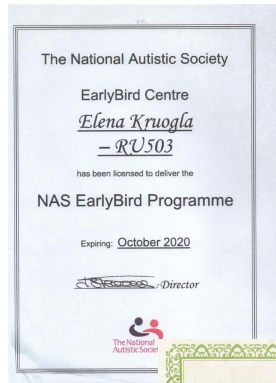 The National Autistic Society
EarlyBird Centre
Elena Kruogla
– RU503
has been licensed to deliver the
NAS EarlyBird Programme
Expiring: October 2020
: Director
The National
Autistic Societ